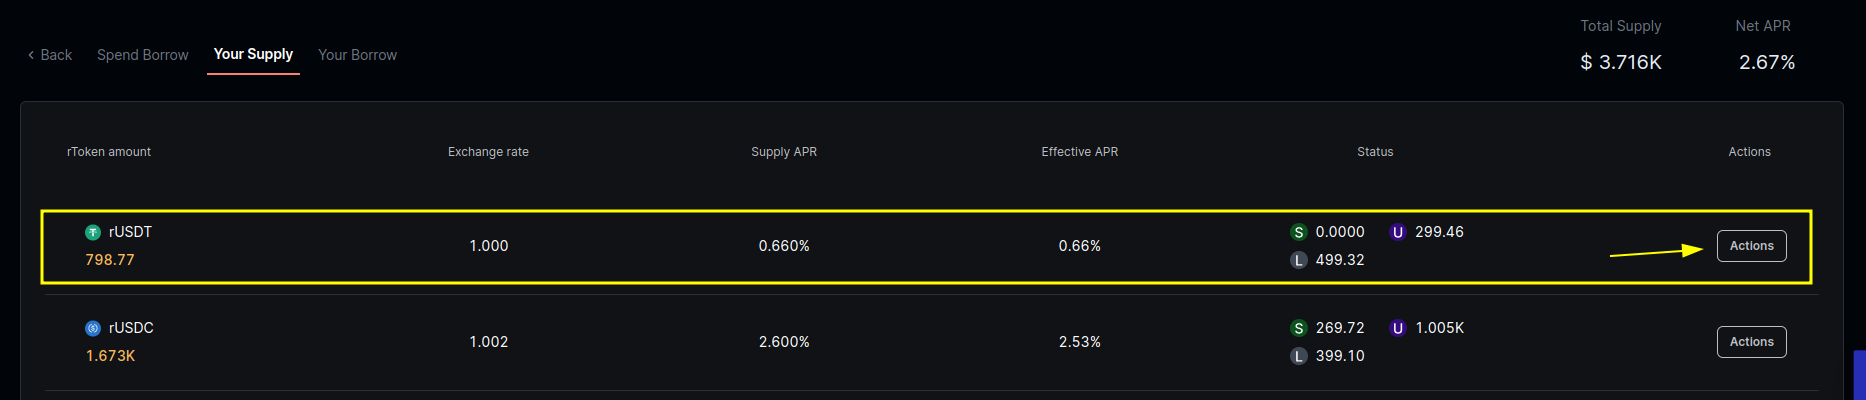 Total Supply Net APR
‹ Back Spend Borrow Your Supply Your Borrow
$ 3.716K 2.67%
rToken amount Exchange rate Supply APR Effective APR Status Actions
rUSDT S 0.0000 U 299.46
1.000 0.660% 0.66% Actions
798.77 L 499.32
rUSDC S 269.72 U 1.005K
1.002 2.600% 2.53% Actions
1.673K L 399.10